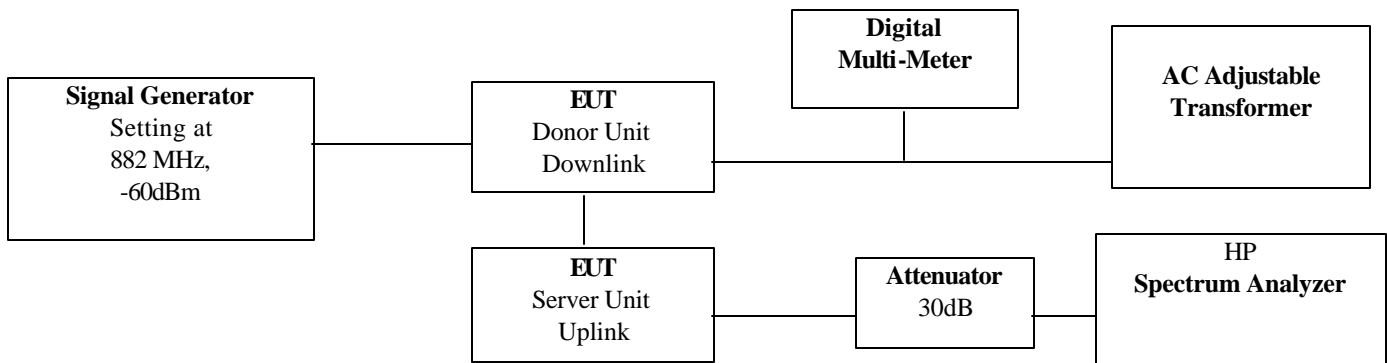 Signal Generator
Setting at
882 MHz,
-60dBm
EUT
Donor Unit
Downlink
Digital
Multi-Meter
AC Adjustable
Transformer
EUT
Server Unit
Uplink
Attenuator
30dB
HP
Spectrum Analyzer